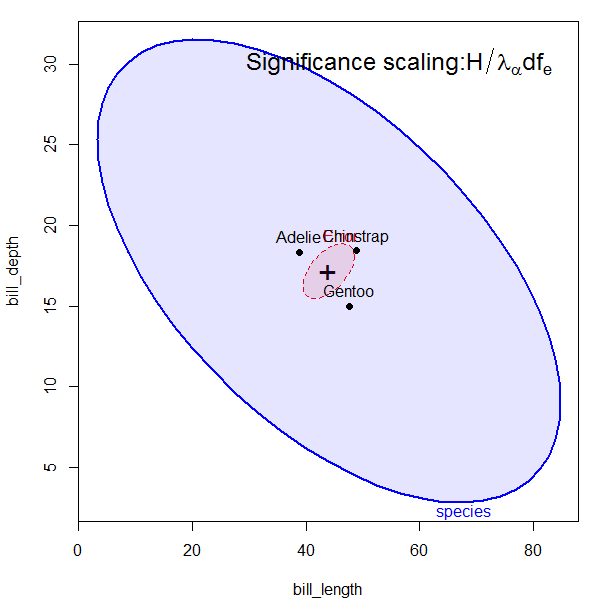 Significance scaling:H/λαdfe
30
25
20
15
10
5
bill_depth
Adelie
Chinstrap
Gentoo
species
0 20 40 60 80
bill_length